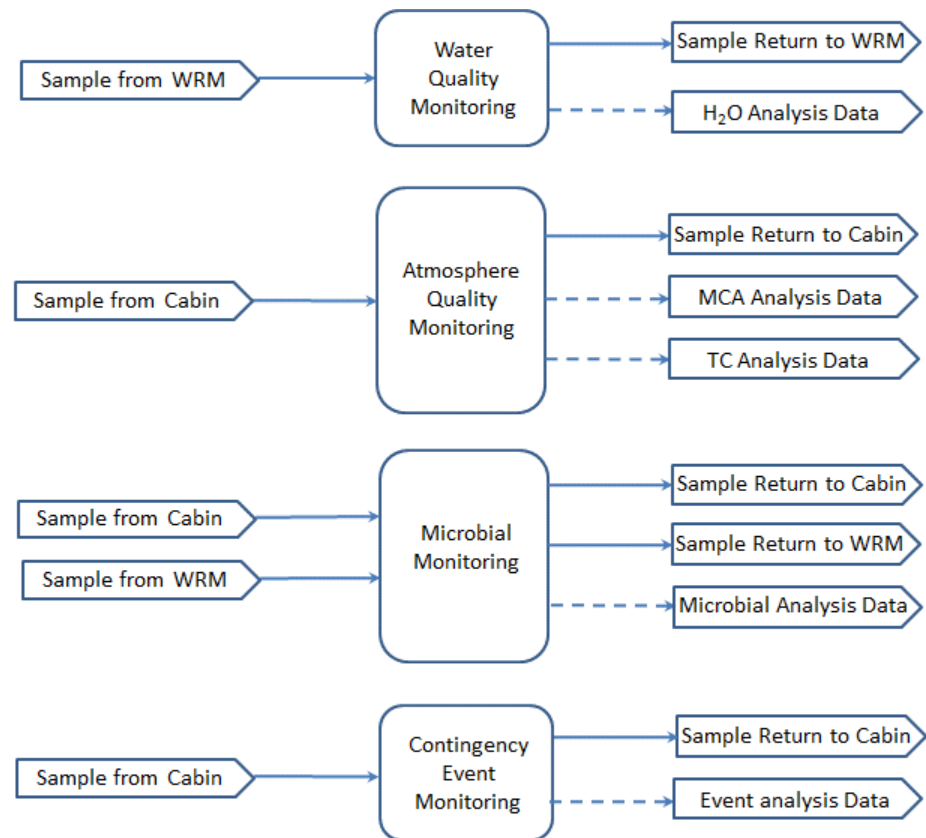 Sample from WRM
Water
Quality
Monitoring
Sample Return to WRM
H₂O Analysis Data
Sample from Cabin
Atmosphere
Quality
Monitoring
Sample Return to Cabin
MCA Analysis Data
TC Analysis Data
Sample from Cabin
Sample from WRM
Microbial
Monitoring
Sample Return to Cabin
Sample Return to WRM
Microbial Analysis Data
Sample from Cabin
Contingency
Event
Monitoring
Sample Return to Cabin
Event analysis Data